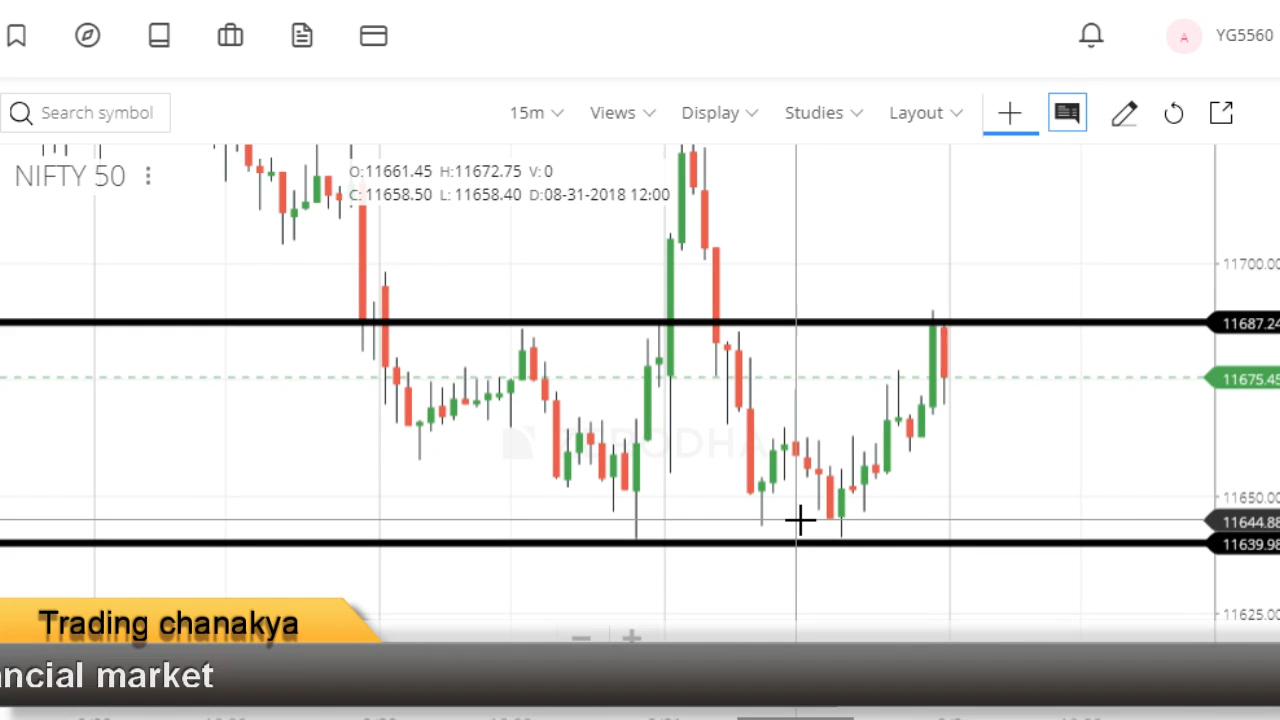 A YG5560
Search symbol 15m Views Display Studies Layout
NIFTY 50
O:11661.45 H:11672.75 V:0
C:11658.50 L:11658.40 D:08-31-2018 12:00
11700.00
11687.24
11675.45
11650.00
11644.88
11639.98
11625.00
Trading chanakya
ancial market